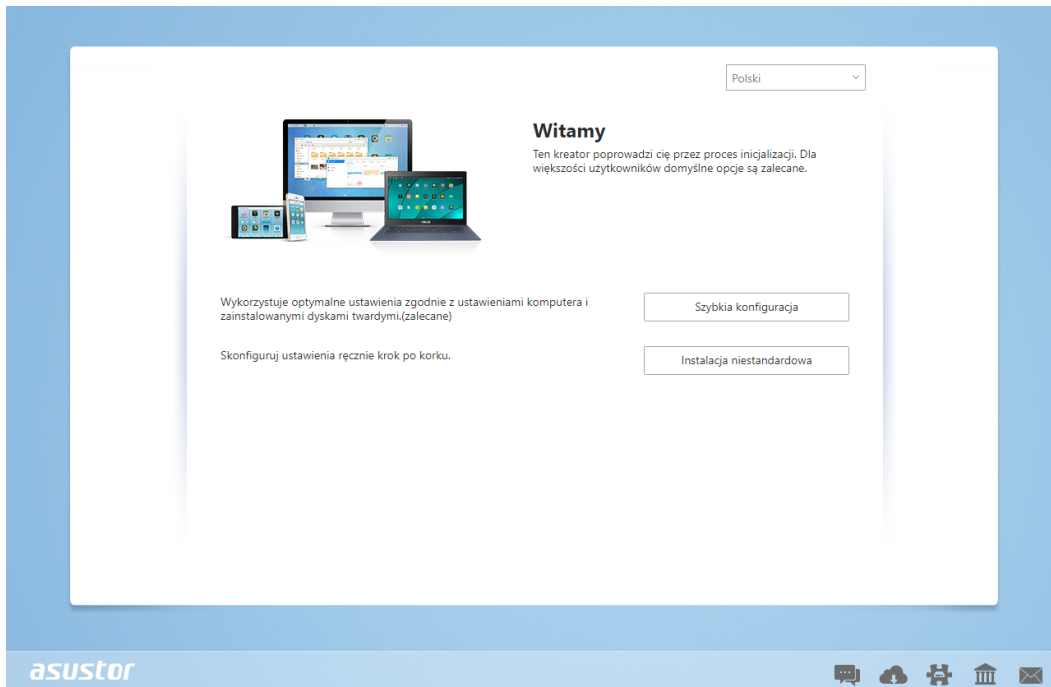 Polski
Witamy
Ten kreator poprowadzi cię przez proces inicjalizacji. Dla
większości użytkowników domyślne opcje są zalecane.
Wykorzystuje optymalne ustawienia zgodnie z ustawieniami komputera i
zainstalowanymi dyskami twardymi.(zalecane)
Szybkia konfiguracja
Skonfiguruj ustawienia ręcznie krok po korku.
Instalacja niestandardowa
asustor